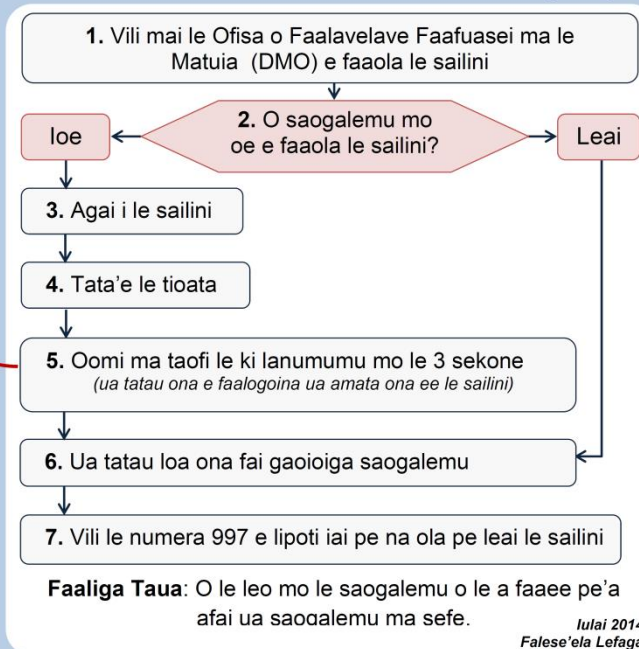 1. Vili mai le Ofisa o Faalavelave Faafuasei ma le
Matuia (DMO) e faaola le sailini
2. O saogalemu mo
oe e faaola le sailini?
Ioe
Leai
3. Agai i le sailini
4. Tata'e le tioata
5. Oomi ma taofi le ki lanumumu mo le 3 sekone
(ua tatau ona e faalogoina ua amata ona ee le sailini)
6. Ua tatau loa ona fai gaoioiga saogalemu
7. Vili le numera 997 e lipoti iai pe na ola pe leai le sailini
Faaliga Taua: O le leo mo le saogalemu o le a faaee pe'a
afai ua saogalemu ma sefe.
Iulai 2014
Falese'ela Lefaga